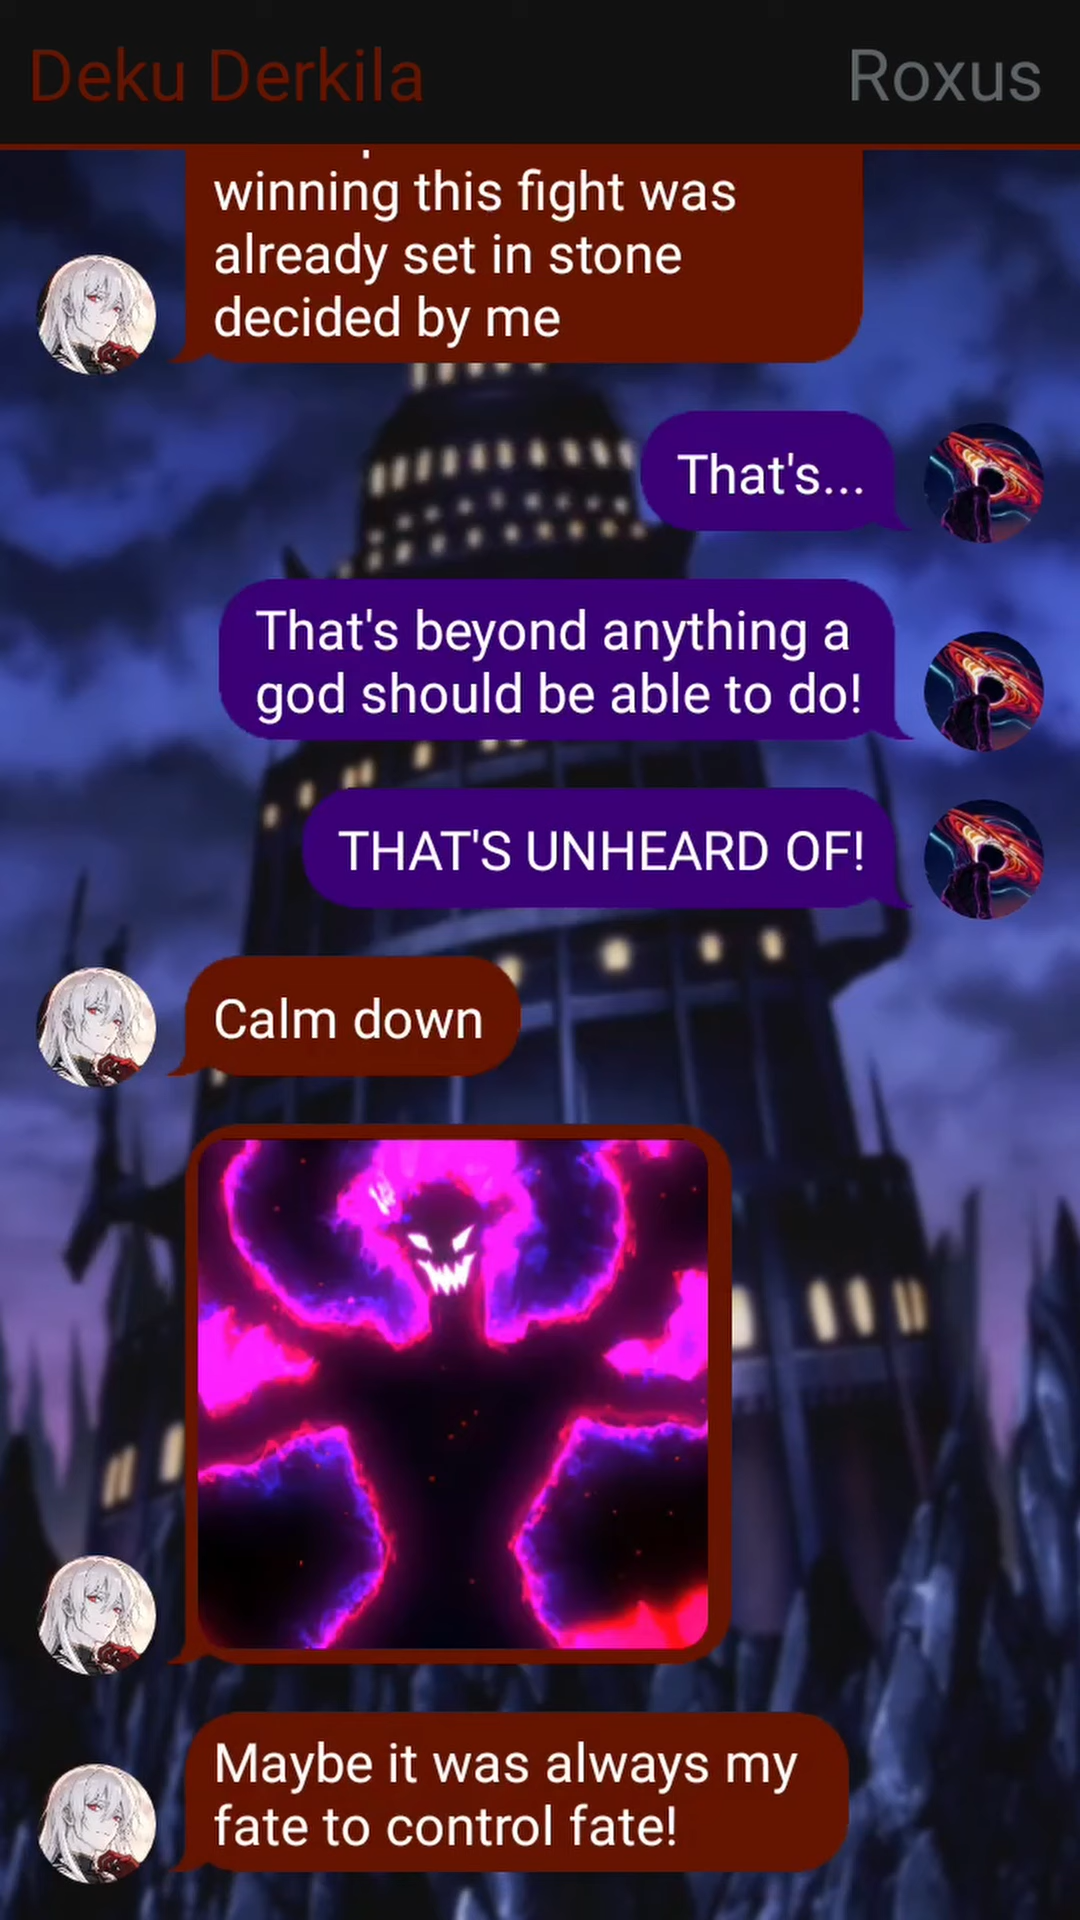 Deku Derkila
Roxus
winning this fight was
already set in stone
decided by me
That's...
That's beyond anything a
god should be able to do!
THAT'S UNHEARD OF!
Calm down
Maybe it was always my
fate to control fate!